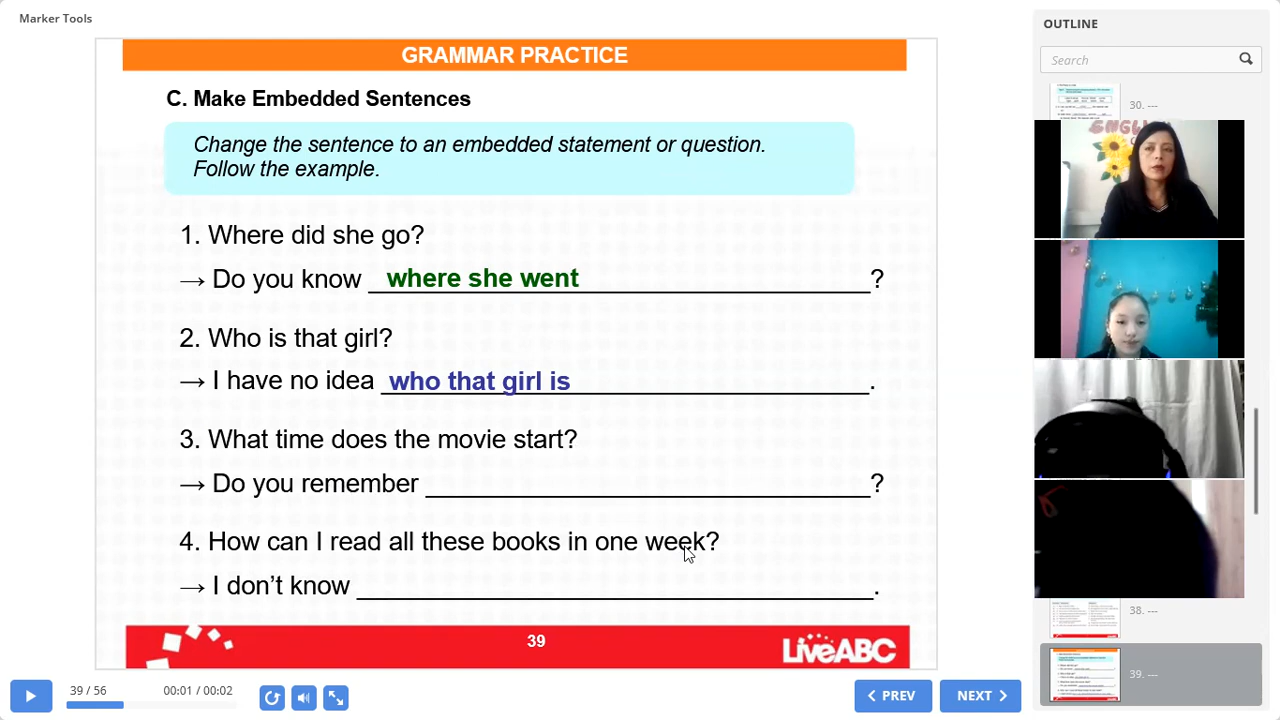 Marker Tools
GRAMMAR PRACTICE
C. Make Embedded Sentences
Change the sentence to an embedded statement or question.
Follow the example.
1. Where did she go?
→ Do you know where she went ?
2. Who is that girl?
→ I have no idea who that girl is .
3. What time does the movie start?
→ Do you remember ?
4. How can I read all these books in one week?
→ I don’t know .
39
LiveABC
39 / 56
00:01 / 00:02
PREV
NEXT
OUTLINE
Search
30. ---
38. ---
39. ---